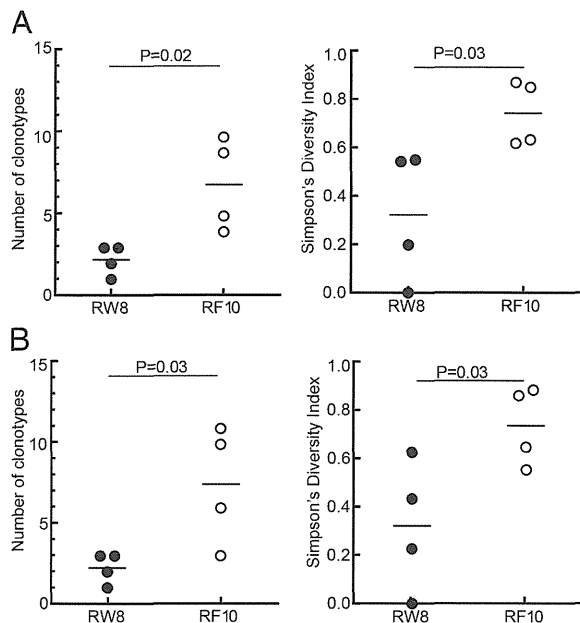 A
15
10
5
0
Number of clonotypes
P=0.02
RW8
RF10
1.0
0.8
0.6
0.4
0.2
0.0
Simpson's Diversity Index
P=0.03
RW8
RF10
B
15
10
5
0
Number of clonotypes
P=0.03
RW8
RF10
1.0
0.8
0.6
0.4
0.2
0.0
Simpson's Diversity Index
P=0.03
RW8
RF10